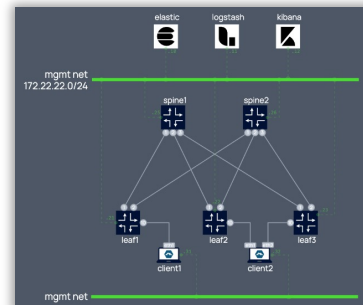 elastic logstash kibana
mgmt net
172.22.22.0/24
spine1 spine2
leaf1 leaf2 leaf3
client1 client2
mgmt net